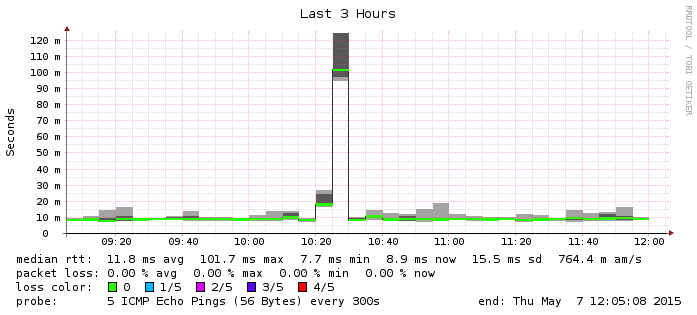 Last 3 Hours
RRDTOOL / TOBI OETIKER
Seconds
120 m
110 m
100 m
90 m
80 m
70 m
60 m
50 m
40 m
30 m
20 m
10 m
0
09:20 09:40 10:00 10:20 10:40 11:00 11:20 11:40 12:00
median rtt: 11.8 ms avg 101.7 ms max 7.7 ms min 8.9 ms now 15.5 ms sd 764.4 m am/s
packet loss: 0.00 % avg 0.00 % max 0.00 % min 0.00 % now
loss color: 0 1/5 2/5 3/5 4/5
probe: 5 ICMP Echo Pings (56 Bytes) every 300s end: Thu May 7 12:05:08 2015